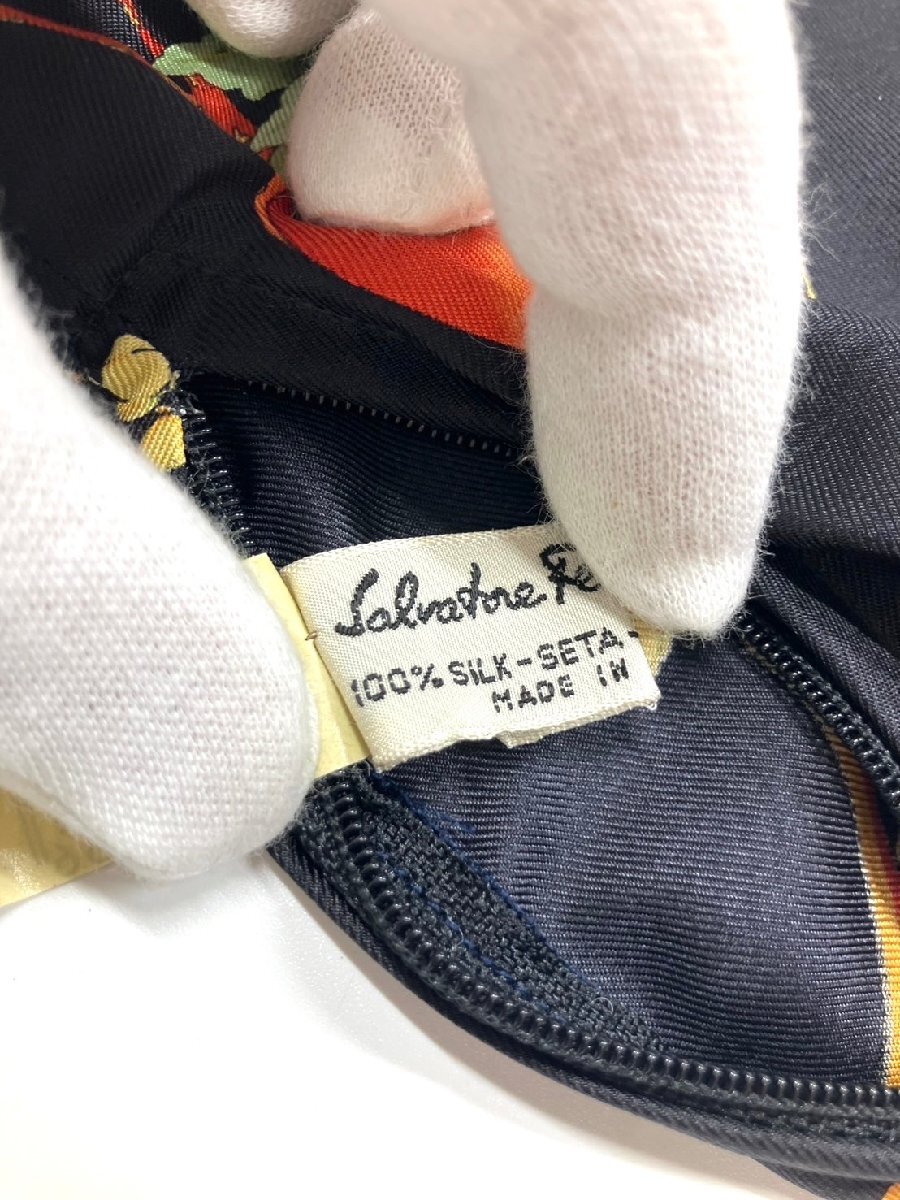 Salvatore Fe
100% SILK-SETA-
MADE IN